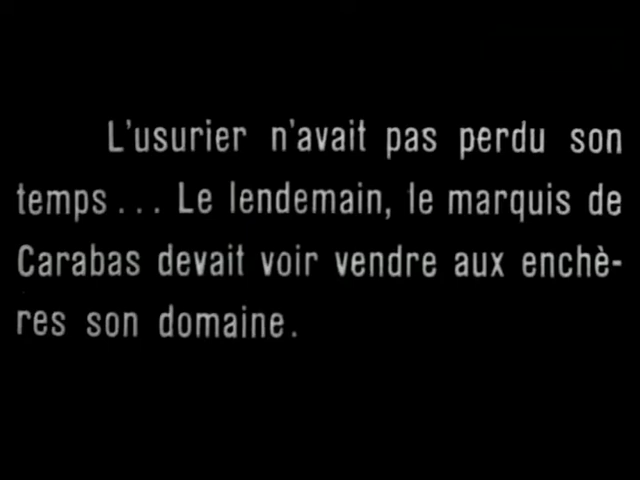 L'usurier n'avait pas perdu son
temps... Le lendemain, le marquis de
Carabas devait voir vendre aux enchè-
res son domaine.